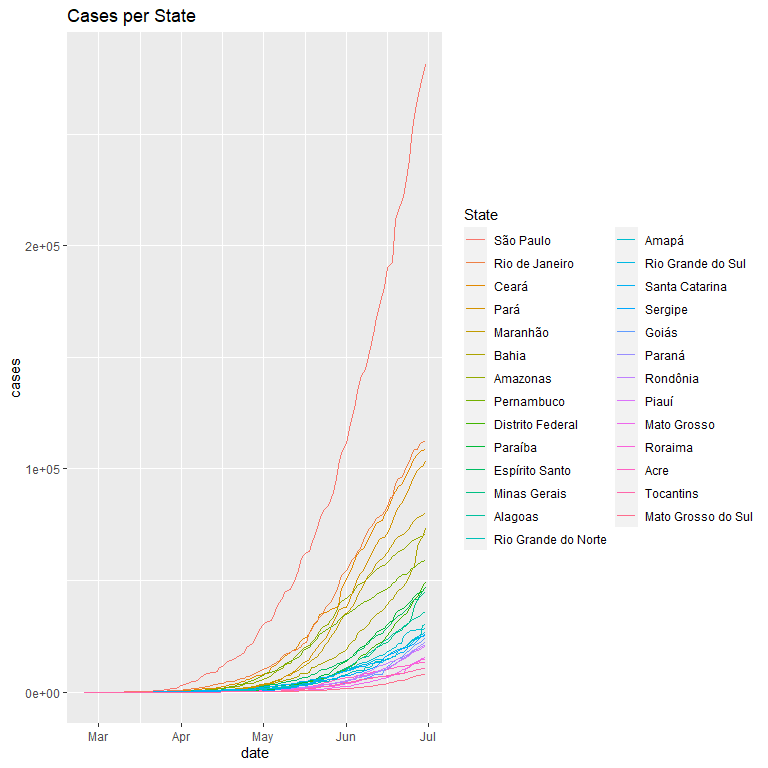 Cases per State
2e+05
1e+05
0e+00
cases
Mar Apr May Jun Jul
date
State
São Paulo
Rio de Janeiro
Ceará
Pará
Maranhão
Bahia
Amazonas
Pernambuco
Distrito Federal
Paraíba
Espírito Santo
Minas Gerais
Alagoas
Rio Grande do Norte
Amapá
Rio Grande do Sul
Santa Catarina
Sergipe
Goiás
Paraná
Rondônia
Piauí
Mato Grosso
Roraima
Acre
Tocantins
Mato Grosso do Sul